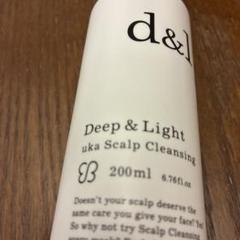 d&l
Deep & Light
uka Scalp Cleansing
200ml 6.76fl.oz
Doesn't your scalp deserve the
same care you give your face? Yes!
So why not try Scalp Cleansing